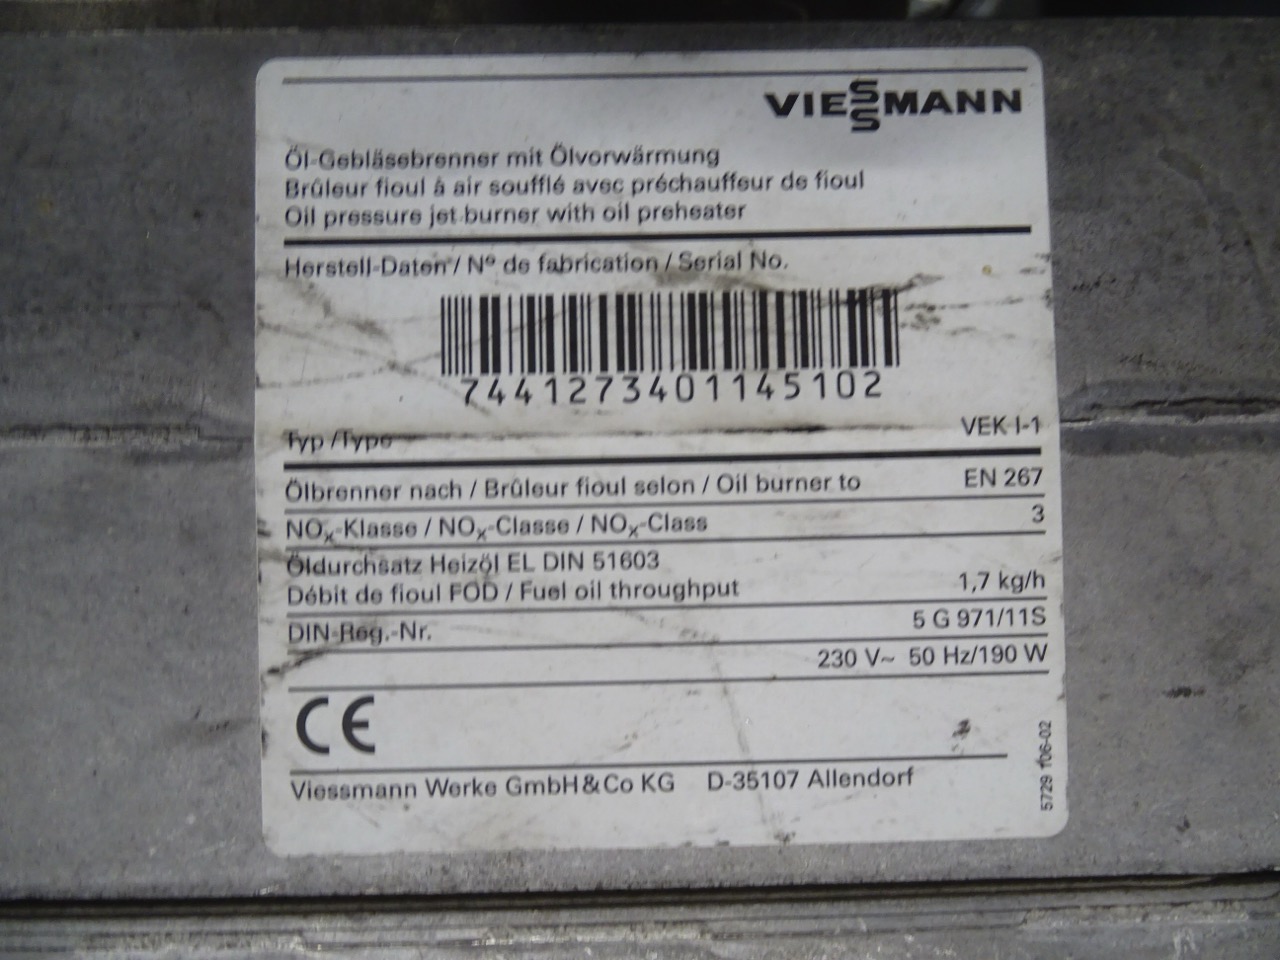 VIESSMANN
Öl-Gebläsebrenner mit Ölvorwärmung
Brûleur fioul à air soufflé avec préchauffeur de fioul
Oil pressure jet burner with oil preheater
Herstell-Daten / Nº de fabrication / Serial No.
7441273401145102
Typ / Type VEK I-1
Ölbrenner nach / Brûleur fioul selon / Oil burner to EN 267
NOx-Klasse / NOx-Classe / NOx-Class 3
Öldurchsatz Heizöl EL DIN 51603
Débit de fioul FOD / Fuel oil throughput 1,7 kg/h
DIN-Reg.-Nr. 5 G 971/11S
230 V~ 50 Hz/190 W
CE
Viessmann Werke GmbH&Co KG D-35107 Allendorf
5729 106-02